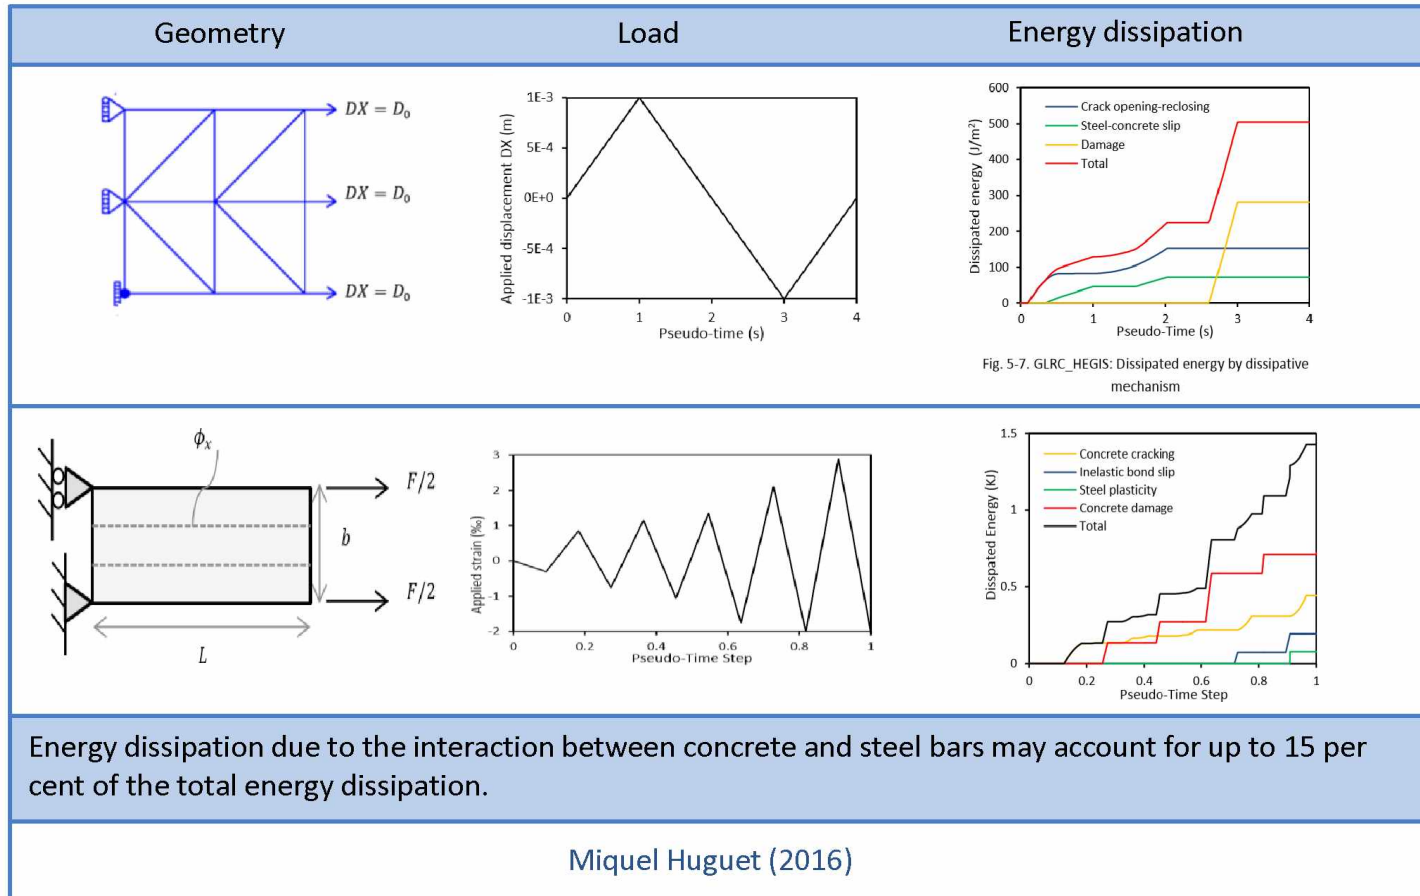 Geometry
Load
Energy dissipation
DX = D₀
DX = D₀
DX = D₀
Applied displacement DX (m)
1E-3
5E-4
0E+0
-5E-4
-1E-3
0 1 2 3 4
Pseudo-time (s)
Dissipated energy (J/m²)
600
500
400
300
200
100
0
Crack opening-reclosing
Steel-concrete slip
Damage
Total
0 1 2 3 4
Pseudo-Time (s)
Fig. 5-7. GLRC_HEGIS: Dissipated energy by dissipative
mechanism
ϕₓ
F/2
b
F/2
L
Applied strain (‰)
3
2
1
0
-1
-2
0 0.2 0.4 0.6 0.8 1
Pseudo-Time Step
Disspated Energy (KJ)
1.5
1
0.5
0
Concrete cracking
Inelastic bond slip
Steel plasticity
Concrete damage
Total
0 0.2 0.4 0.6 0.8 1
Pseudo-Time Step
Energy dissipation due to the interaction between concrete and steel bars may account for up to 15 per
cent of the total energy dissipation.
Miquel Huguet (2016)